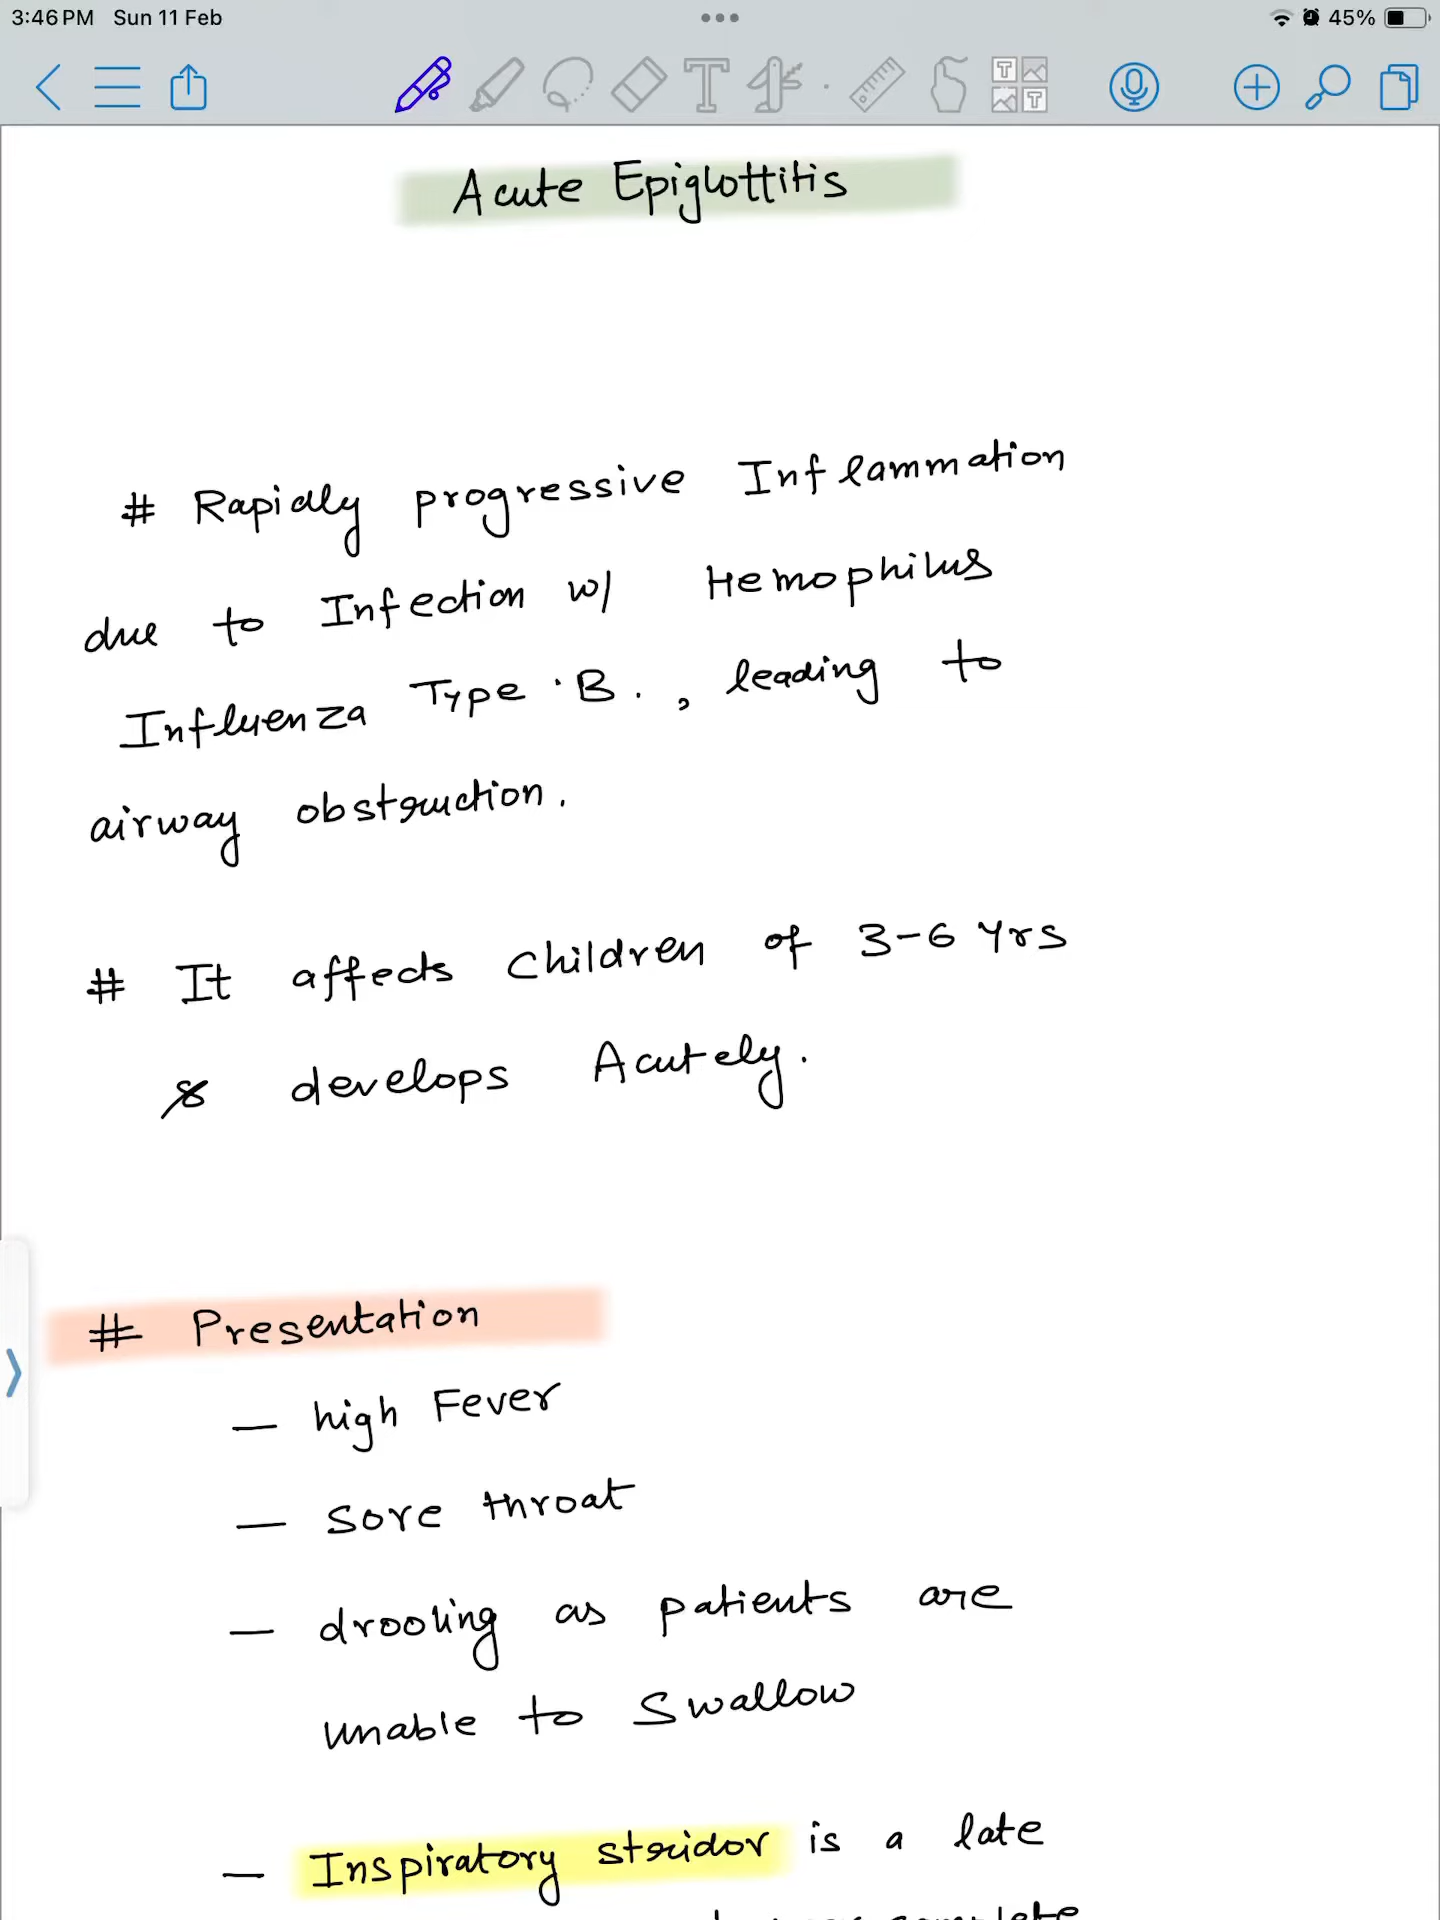 3:46 PM Sun 11 Feb 45%
Acute Epiglottitis
# Rapidly progressive Inflammation
due to Infection w/ Hemophilus
Influenza Type B., leading to
airway obstruction.
# It affects children of 3-6 Yrs
& develops Acutely.
# Presentation
— high Fever
— sore throat
— drooling as patients are
unable to swallow
— Inspiratory stridor is a late
complete